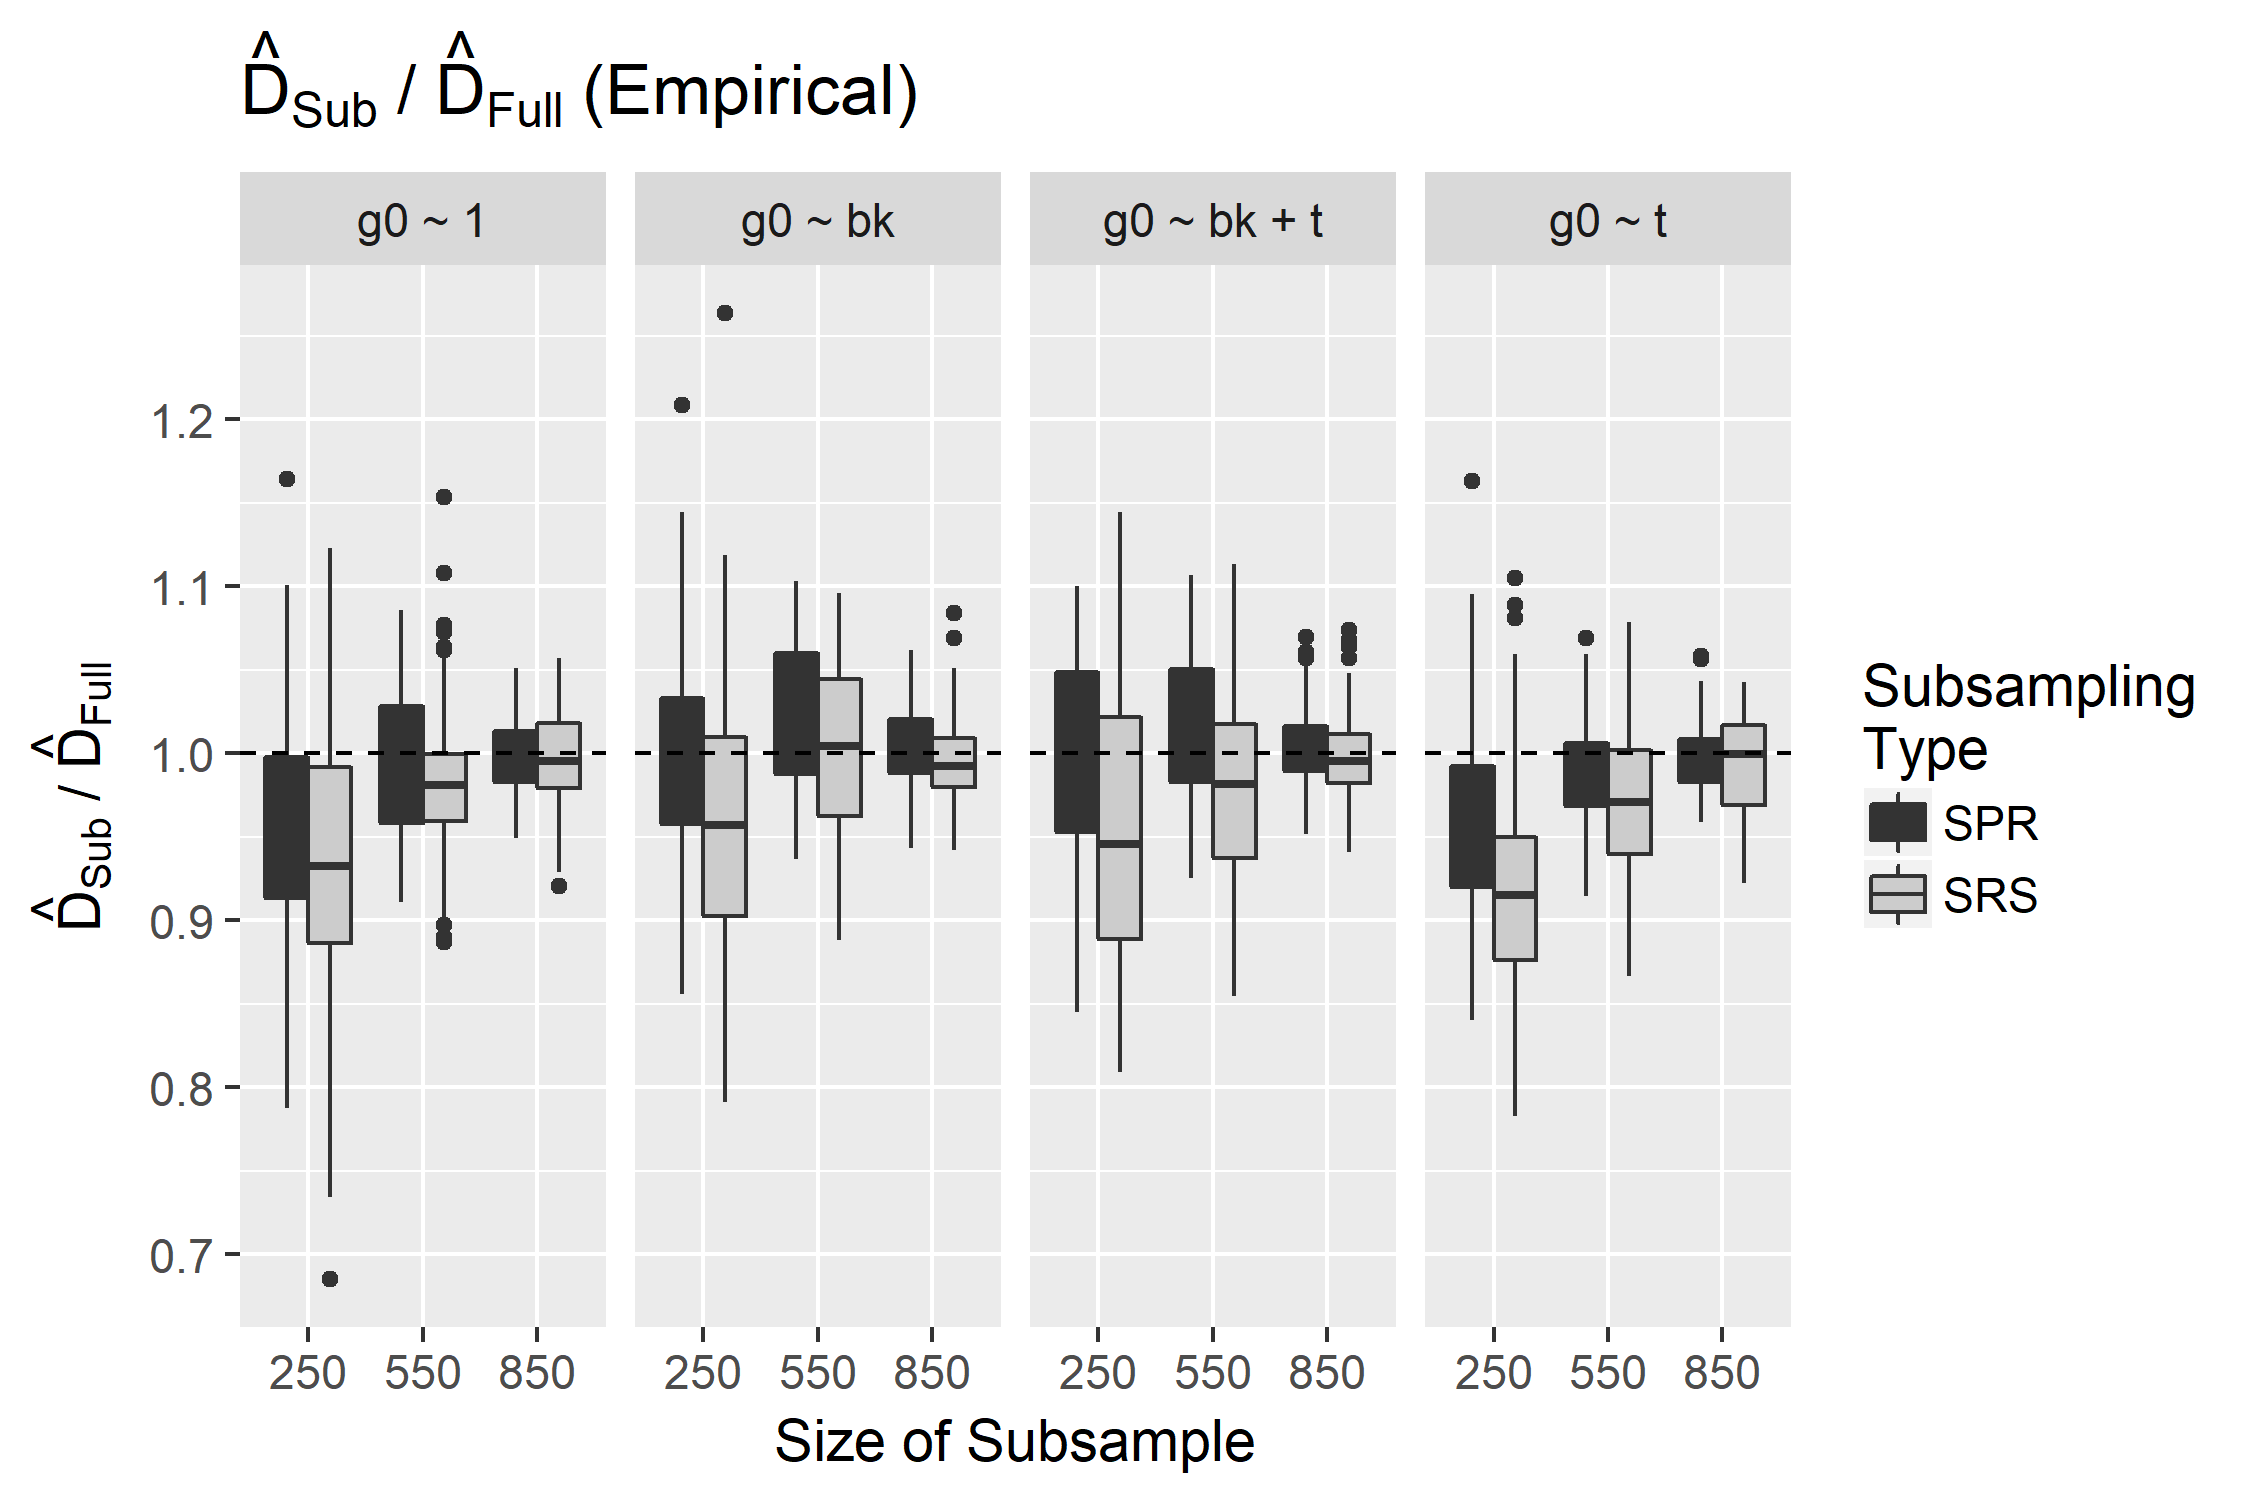 D̂Sub / D̂Full (Empirical)
g0 ~ 1
g0 ~ bk
g0 ~ bk + t
g0 ~ t
D̂Sub / D̂Full
1.2
1.1
1.0
0.9
0.8
0.7
250 550 850
250 550 850
250 550 850
250 550 850
Size of Subsample
Subsampling
Type
SPR
SRS